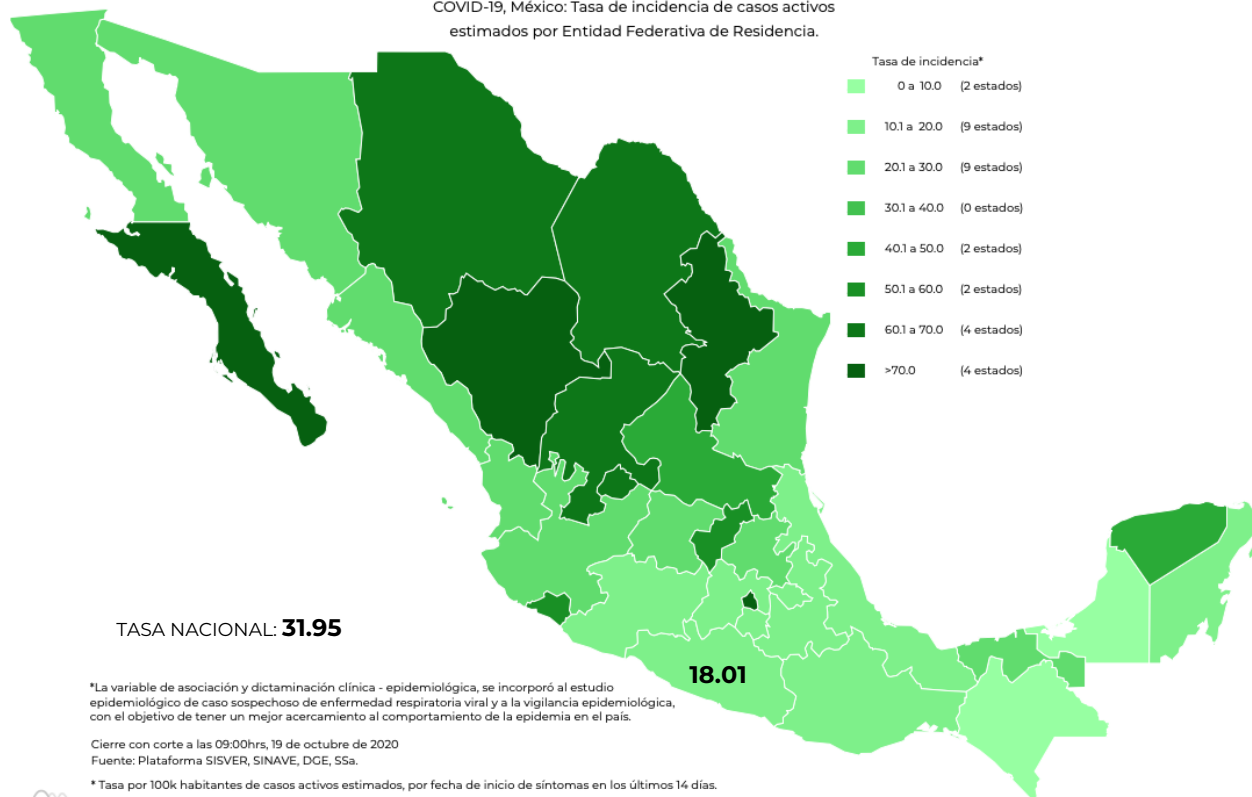 COVID-19, México: Tasa de incidencia de casos activos
estimados por Entidad Federativa de Residencia.
Tasa de incidencia*
0 a 10.0 (2 estados)
10.1 a 20.0 (9 estados)
20.1 a 30.0 (9 estados)
30.1 a 40.0 (0 estados)
40.1 a 50.0 (2 estados)
50.1 a 60.0 (2 estados)
60.1 a 70.0 (4 estados)
>70.0 (4 estados)
TASA NACIONAL: 31.95
18.01
*La variable de asociación y dictaminación clínica - epidemiológica, se incorporó al estudio
epidemiológico de caso sospechoso de enfermedad respiratoria viral y a la vigilancia epidemiológica,
con el objetivo de tener un mejor acercamiento al comportamiento de la epidemia en el país.
Cierre con corte a las 09:00hrs, 19 de octubre de 2020
Fuente: Plataforma SISVER, SINAVE, DGE, SSa.
* Tasa por 100k habitantes de casos activos estimados, por fecha de inicio de síntomas en los últimos 14 días.